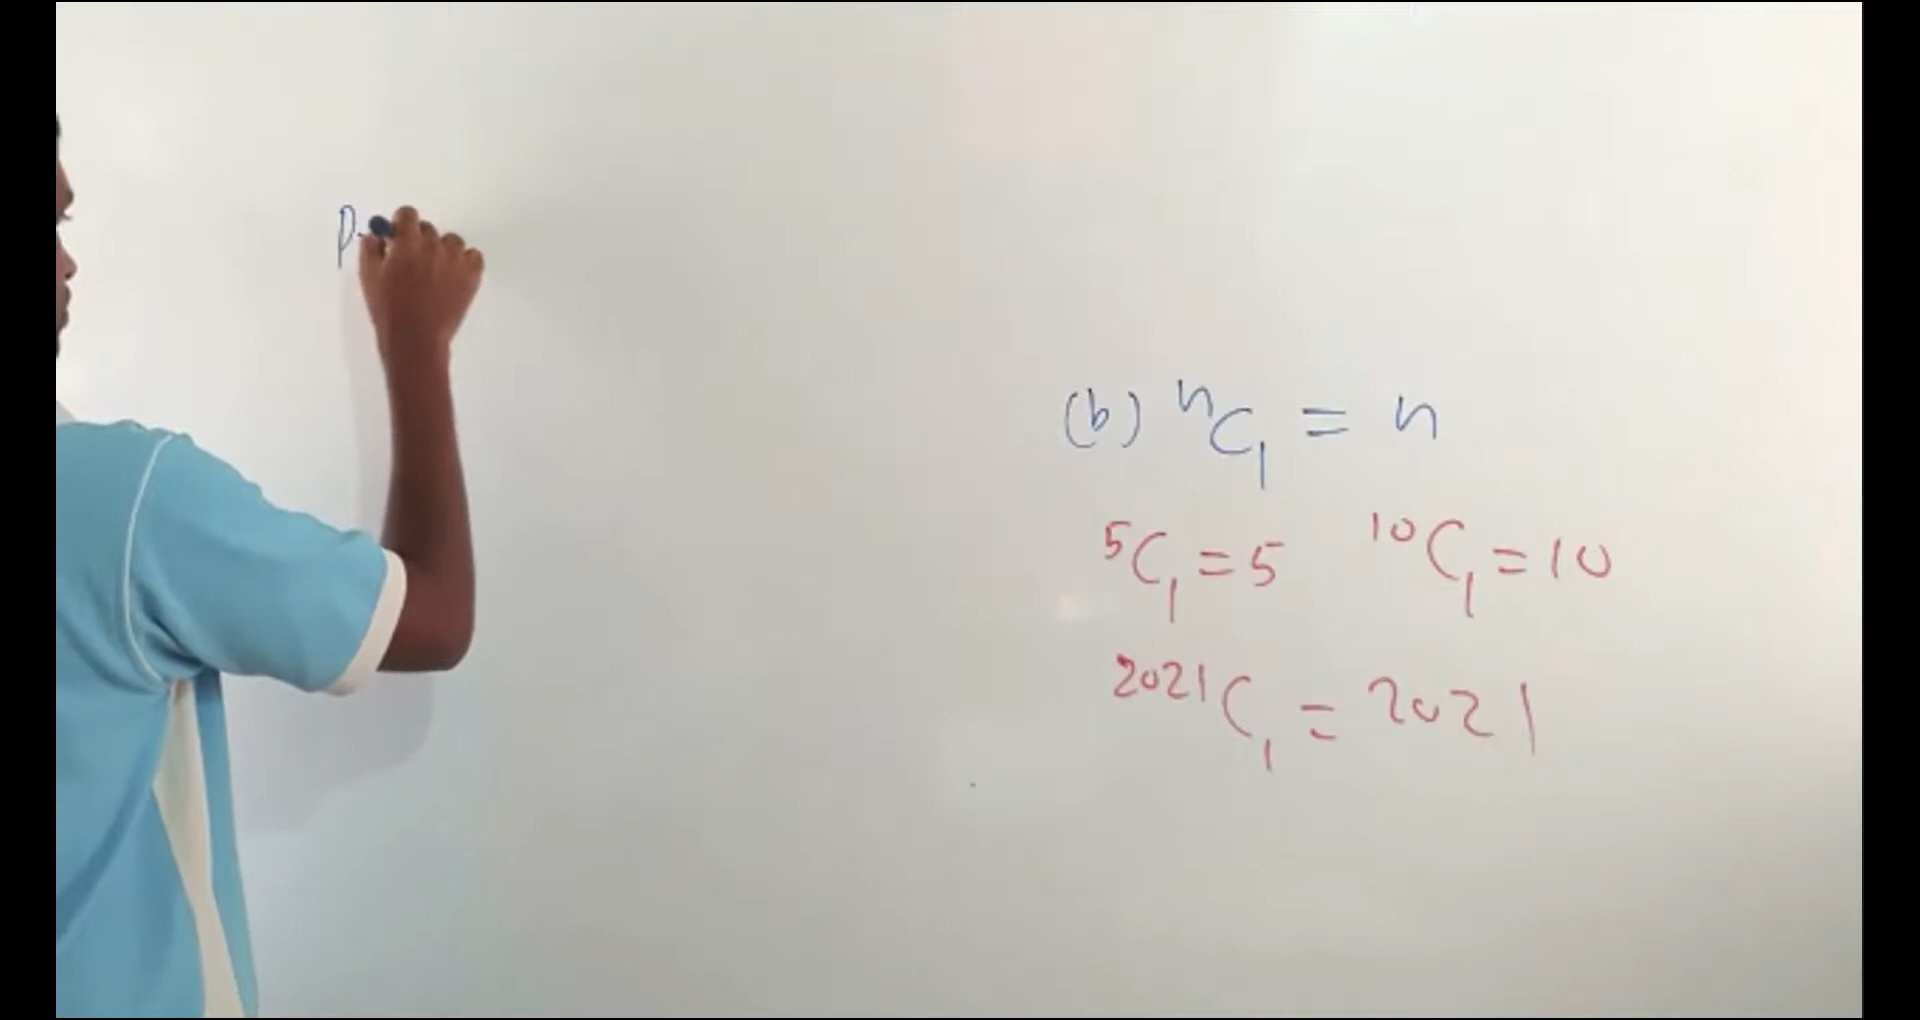 P
(b) ⁿC₁ = n
⁵C₁ = 5 ¹⁰C₁ = 10
²⁰²¹C₁ = 2021